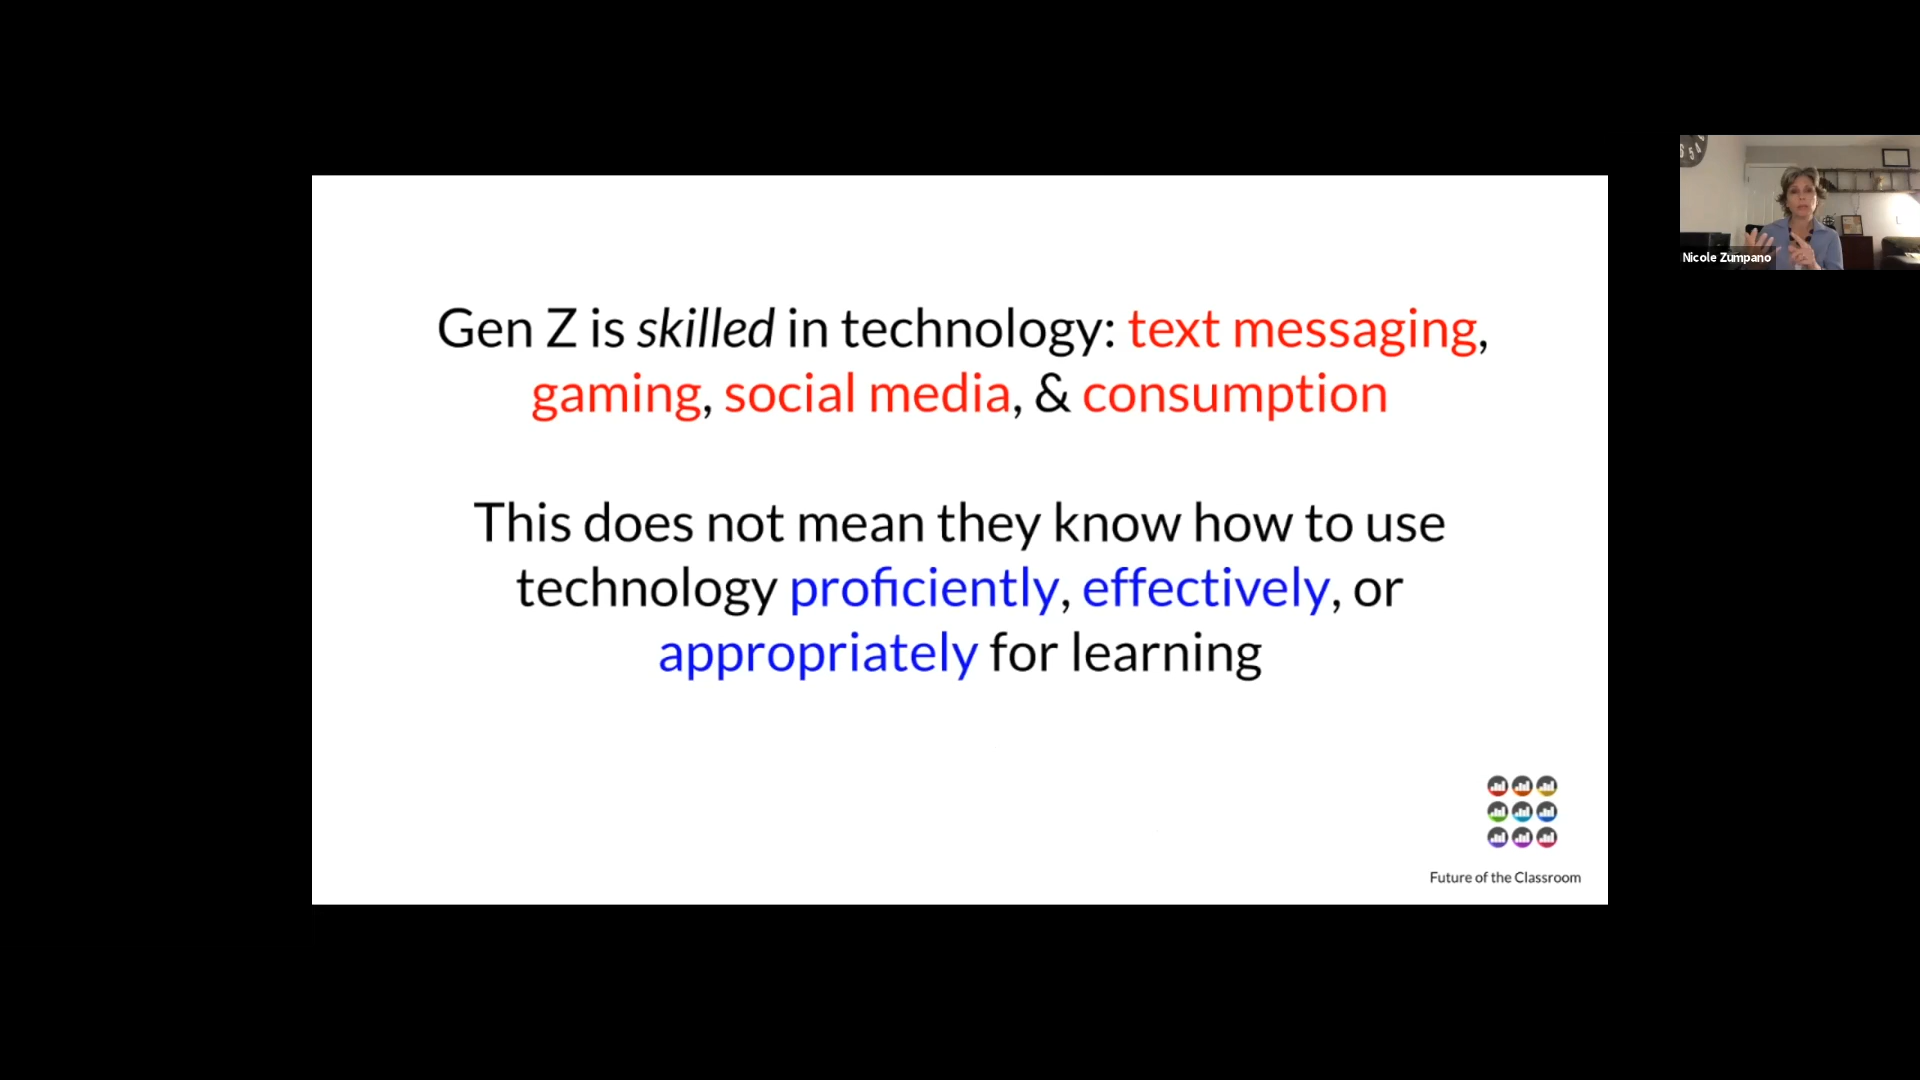 Gen Z is skilled in technology: text messaging,
gaming, social media, & consumption
This does not mean they know how to use
technology proficiently, effectively, or
appropriately for learning
Future of the Classroom
Nicole Zumpano